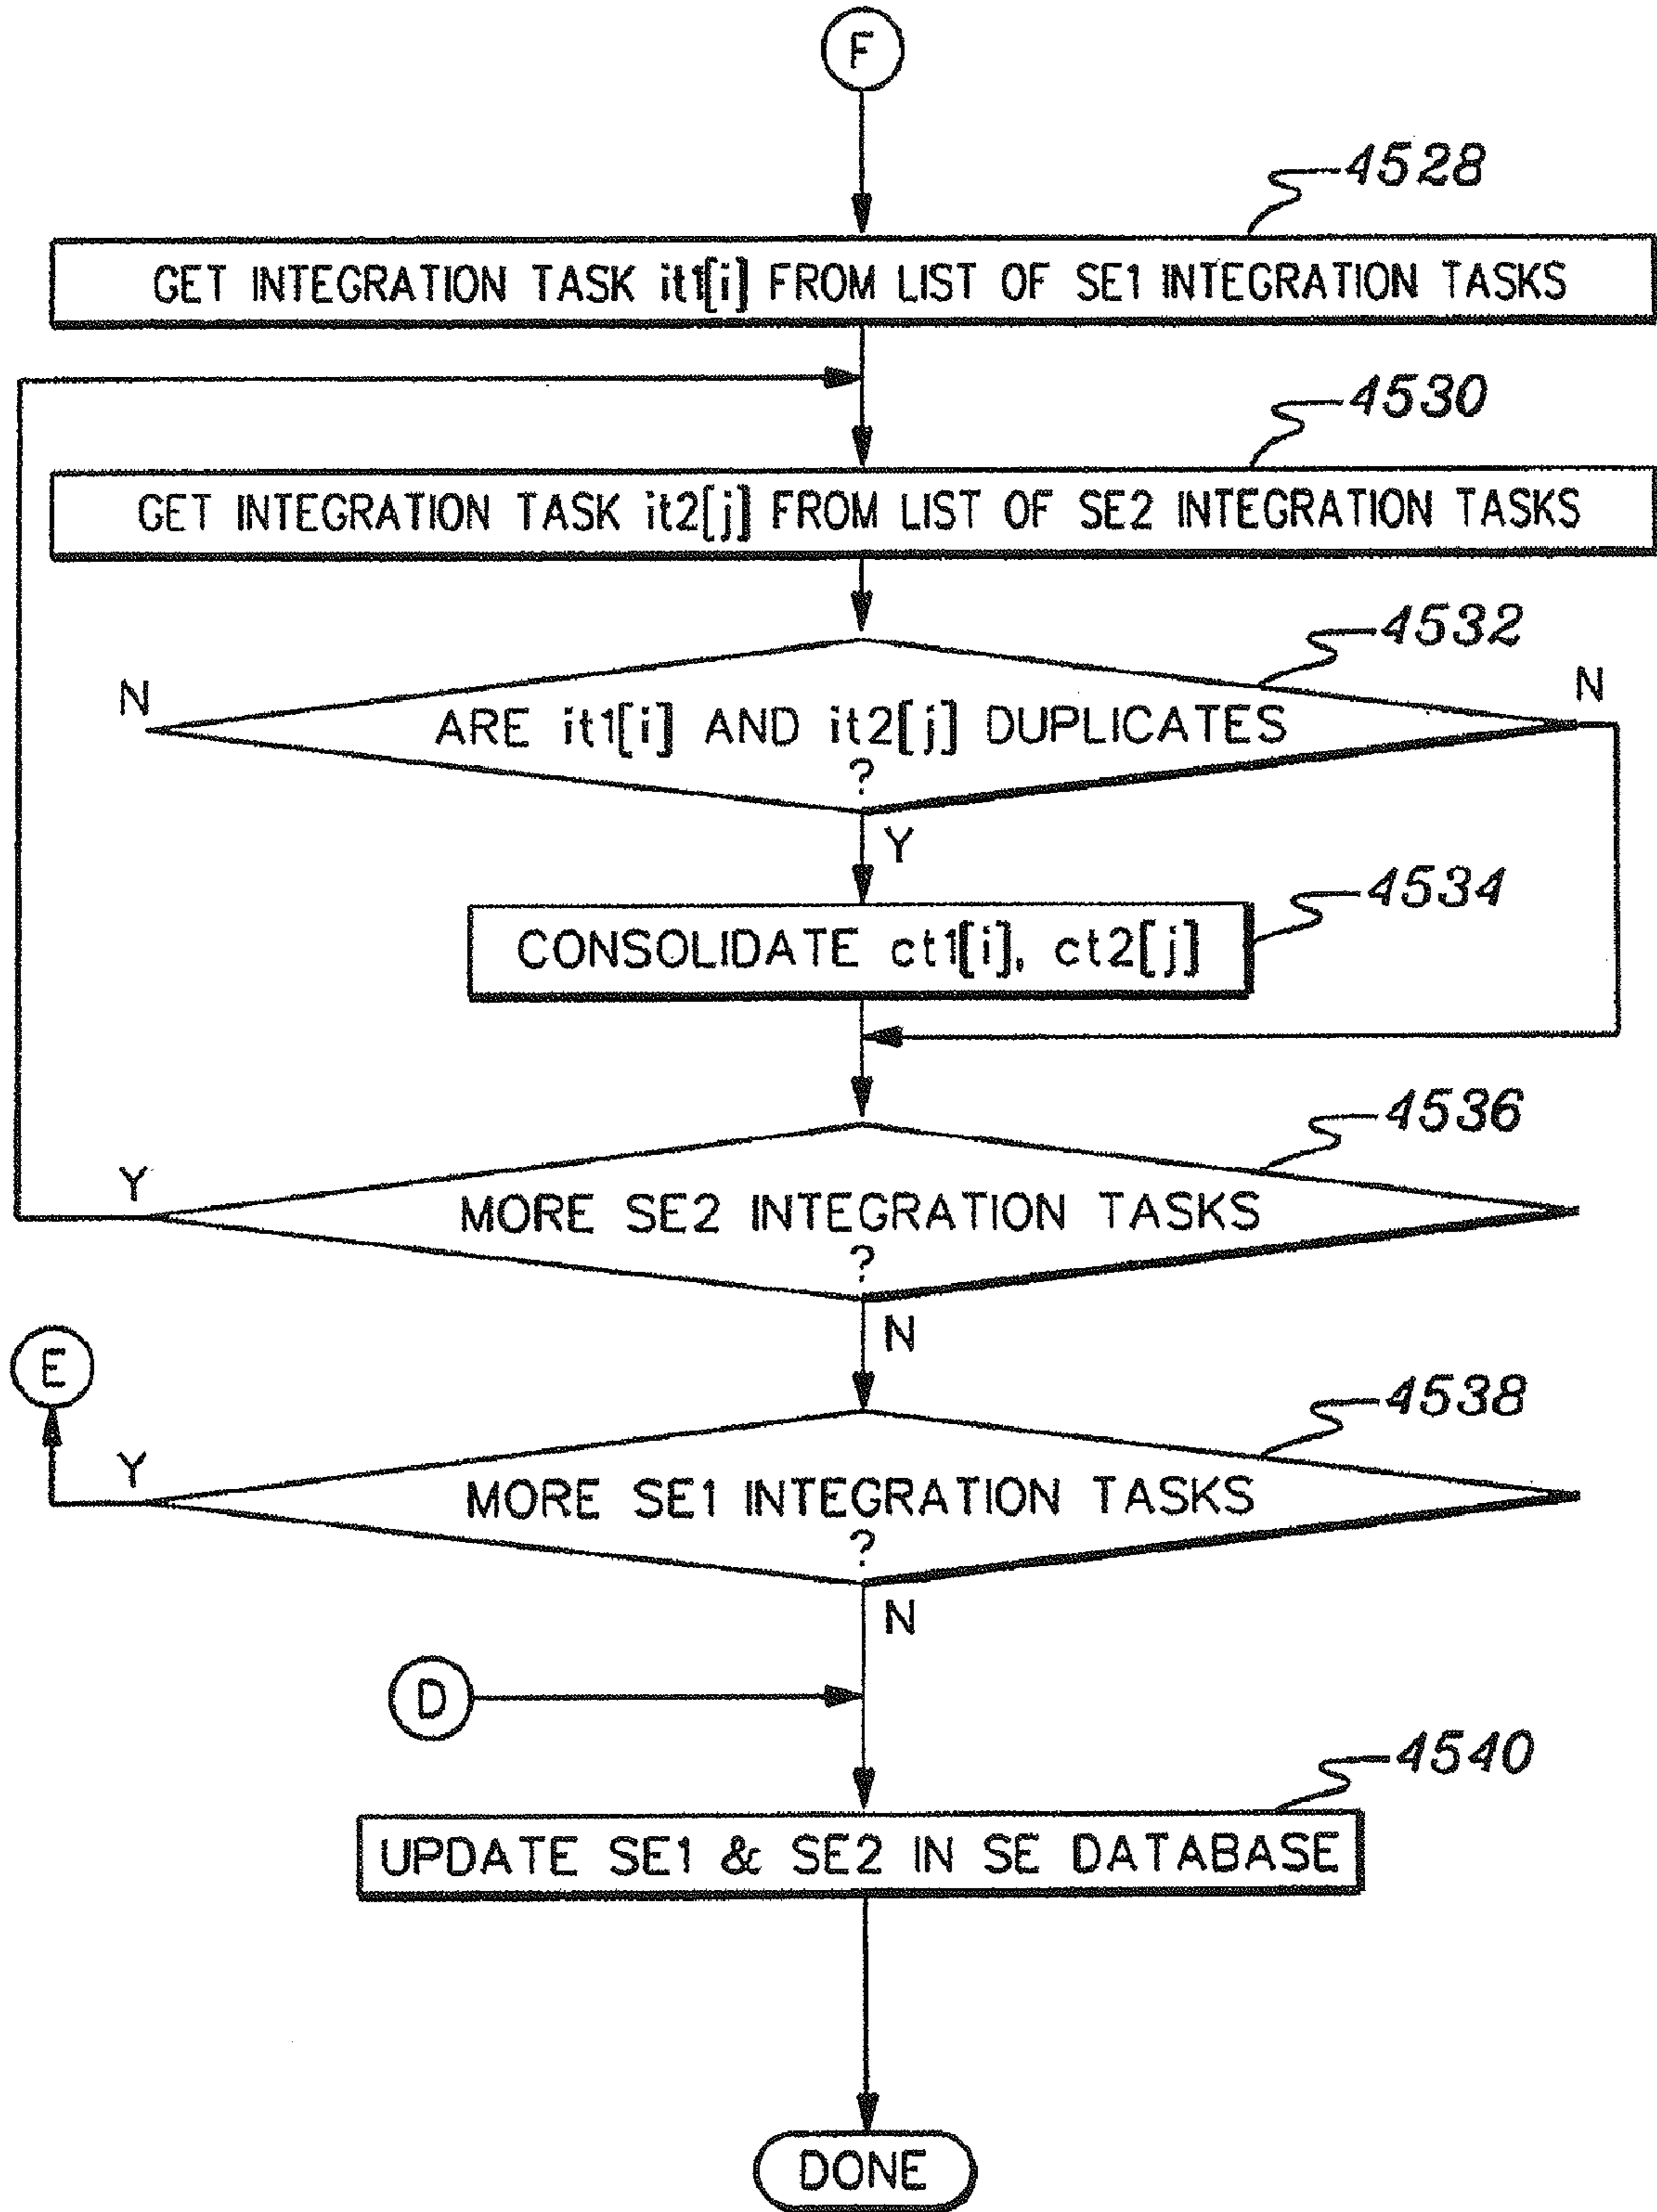 F
4528
GET INTEGRATION TASK it1[i] FROM LIST OF SE1 INTEGRATION TASKS
4530
GET INTEGRATION TASK it2[j] FROM LIST OF SE2 INTEGRATION TASKS
4532
N
N
ARE it1[i] AND it2[j] DUPLICATES
?
Y
4534
CONSOLIDATE ct1[i], ct2[j]
4536
Y
MORE SE2 INTEGRATION TASKS
?
N
E
4538
Y
MORE SE1 INTEGRATION TASKS
?
N
D
4540
UPDATE SE1 & SE2 IN SE DATABASE
DONE